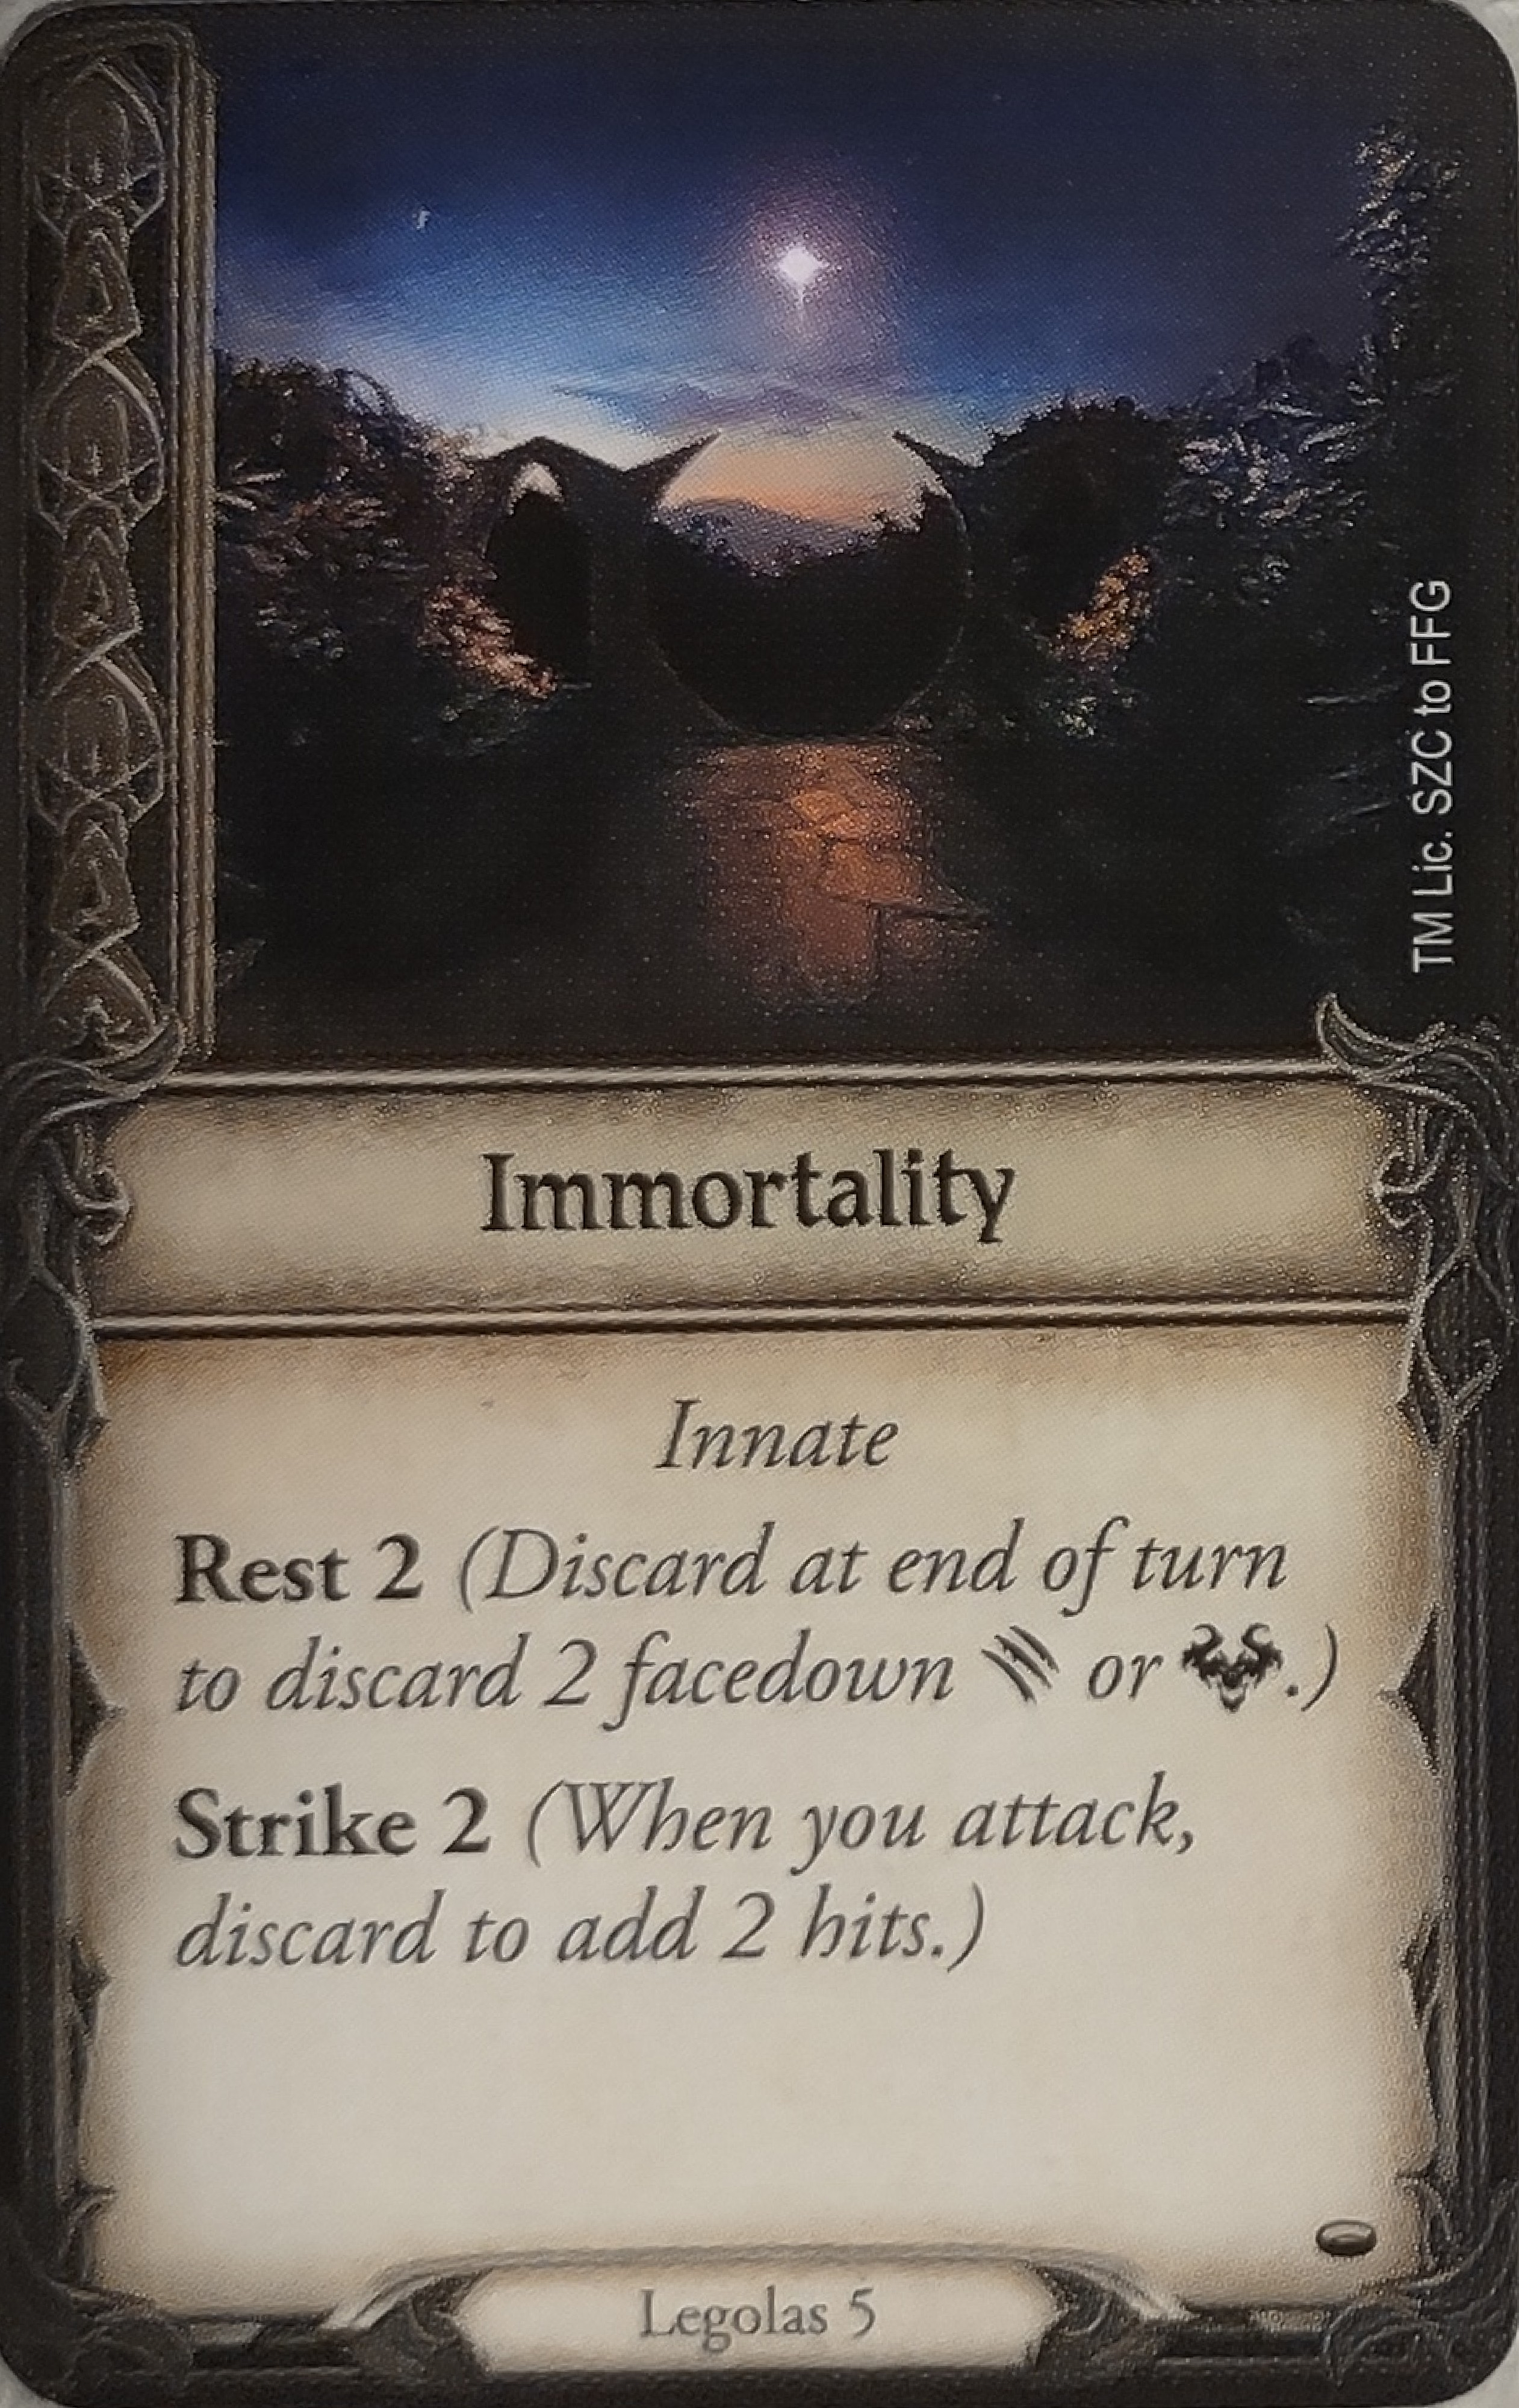 TM Lic. SZC to FFG
Immortality
Innate
Rest 2 (Discard at end of turn
to discard 2 facedown or .)
Strike 2 (When you attack,
discard to add 2 hits.)
Legolas 5